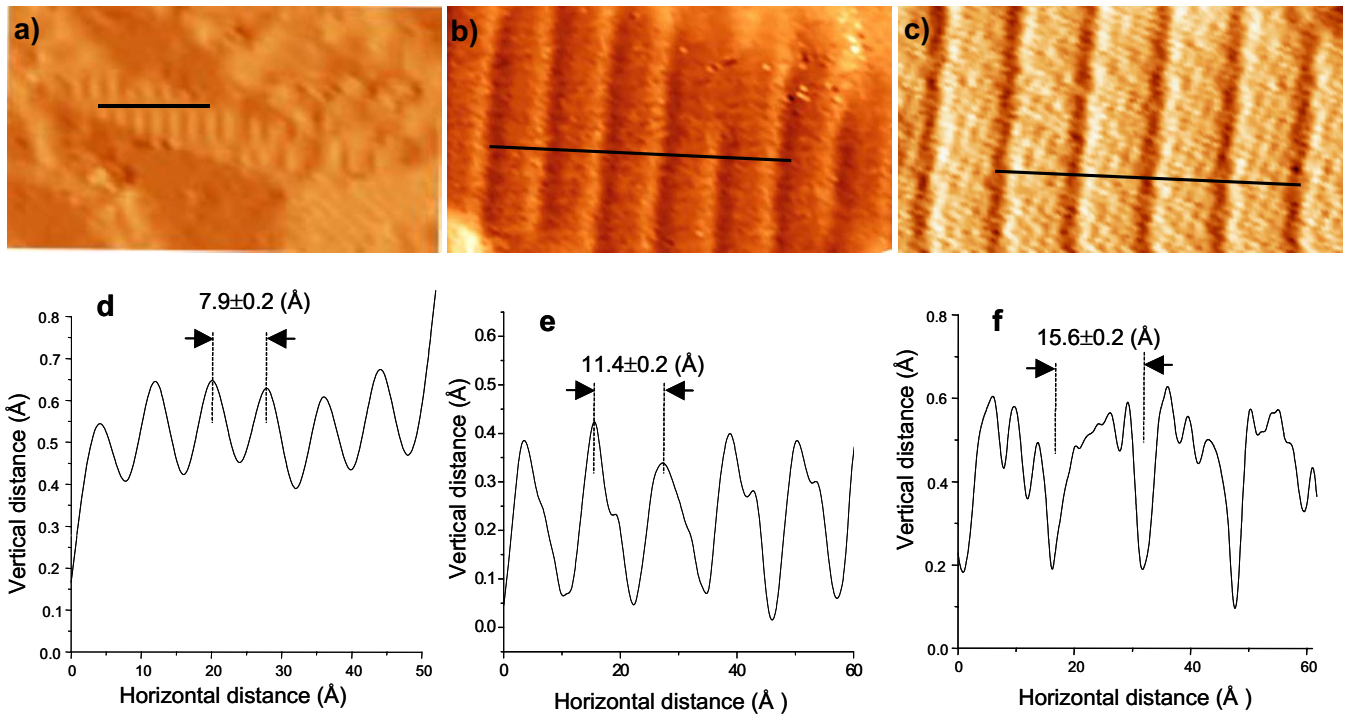 a)
b)
c)
d
7.9±0.2 (Å)
0.8
0.7
0.6
0.5
0.4
0.3
0.2
0.1
0.0
Vertical distance (Å)
0 10 20 30 40 50
Horizontal distance (Å)
e
11.4±0.2 (Å)
0.6
0.5
0.4
0.3
0.2
0.1
0.0
Vertical distance (Å)
0 20 40 60
Horizontal distance (Å )
f
15.6±0.2 (Å)
0.8
0.6
0.4
0.2
0.0
Vertical distance (Å)
0 20 40 60
Horizontal distance (Å )